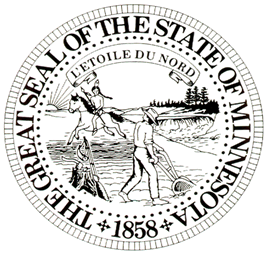 THE GREAT SEAL OF THE STATE OF MINNESOTA
L'ETOILE DU NORD
1858